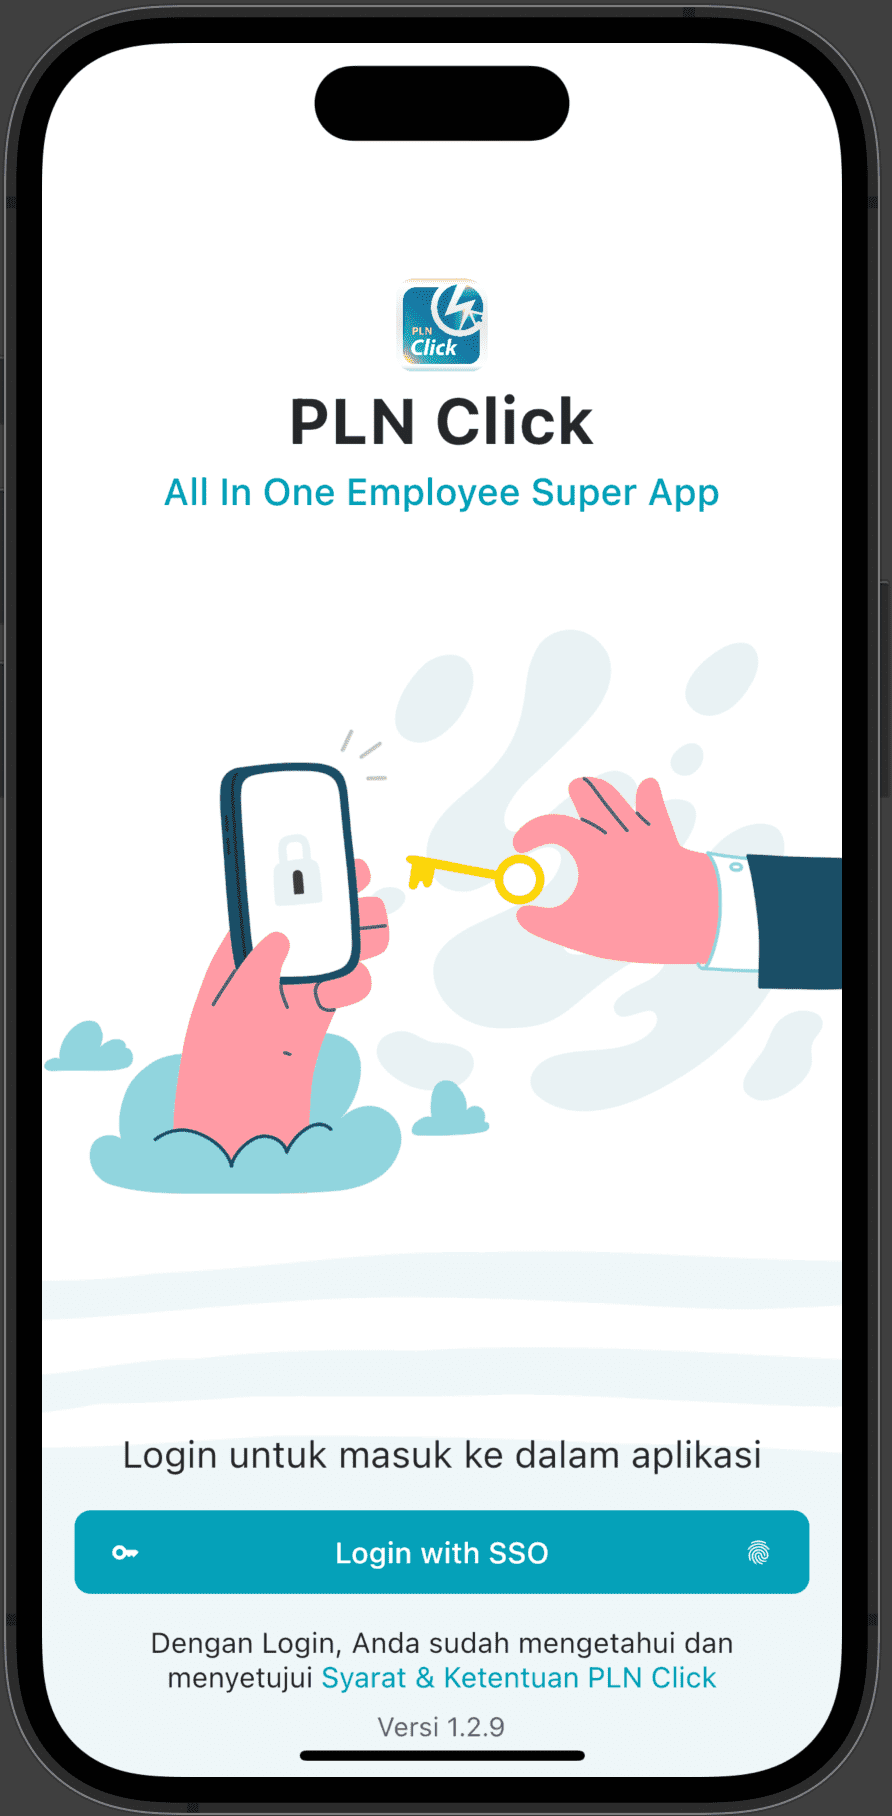 PLN
Click
PLN Click
All In One Employee Super App
Login untuk masuk ke dalam aplikasi
Login with SSO
Dengan Login, Anda sudah mengetahui dan
menyetujui Syarat & Ketentuan PLN Click
Versi 1.2.9